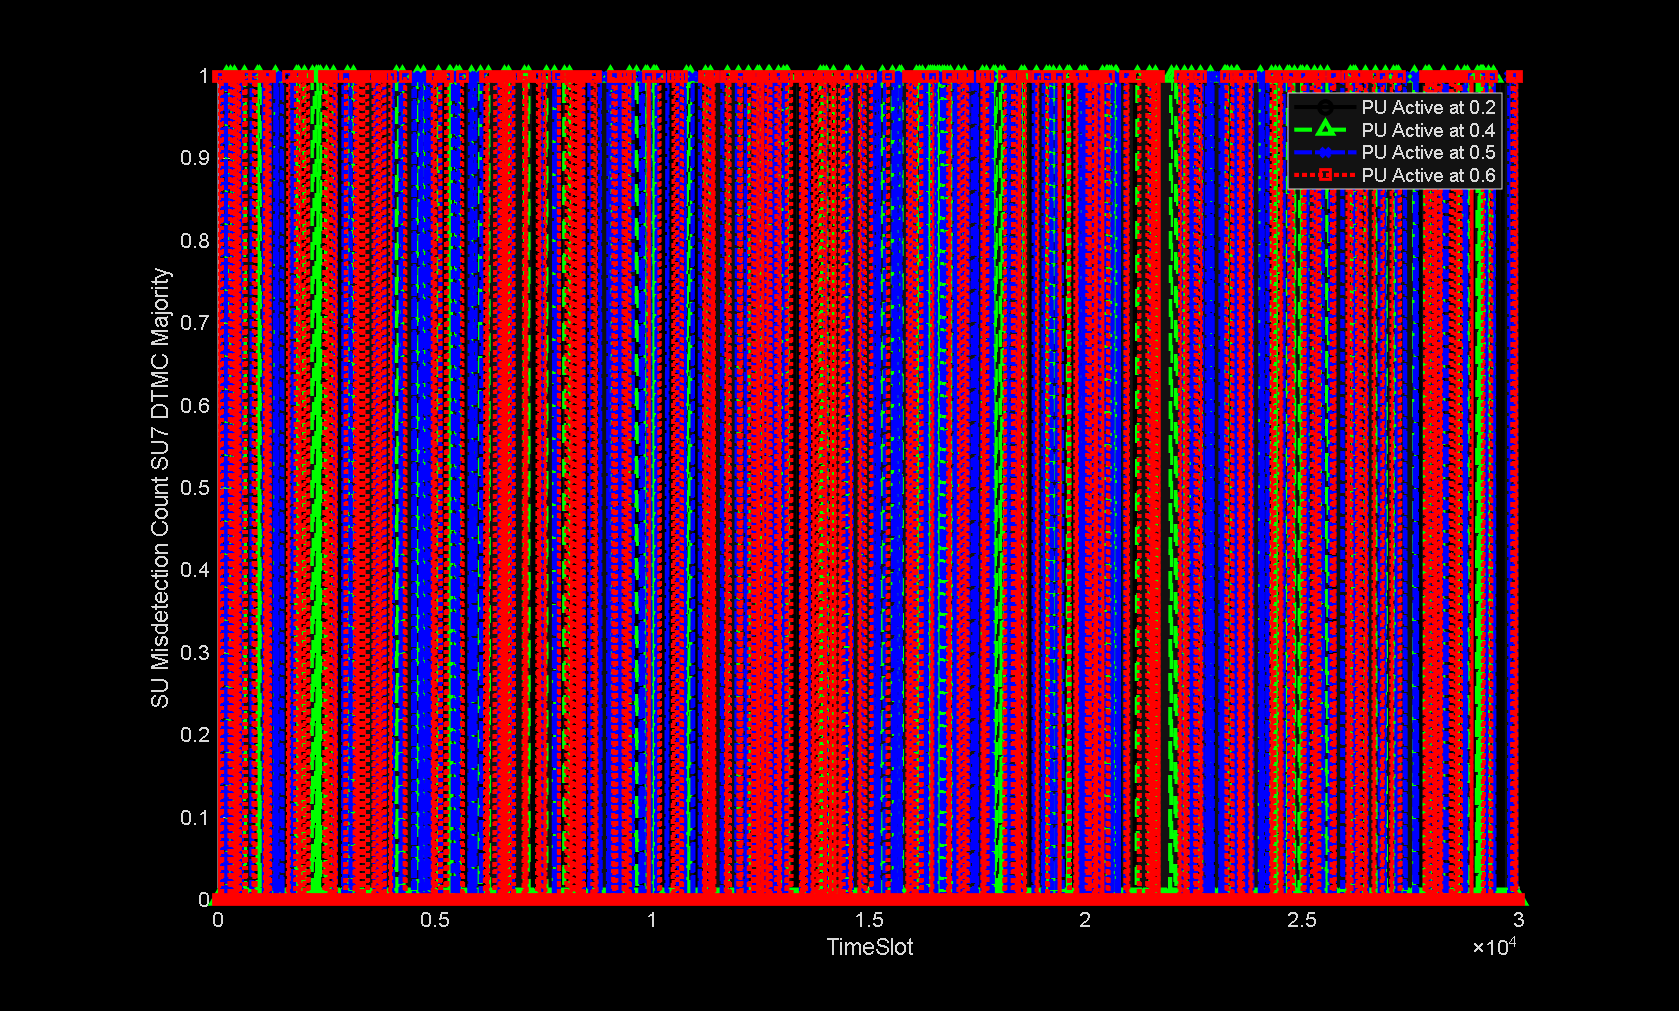 SU Misdetection Count SU7 DTMC Majority
1
0.9
0.8
0.7
0.6
0.5
0.4
0.3
0.2
0.1
0
PU Active at 0.2
PU Active at 0.4
PU Active at 0.5
PU Active at 0.6
0 0.5 1 1.5 2 2.5 3
TimeSlot
×10⁴